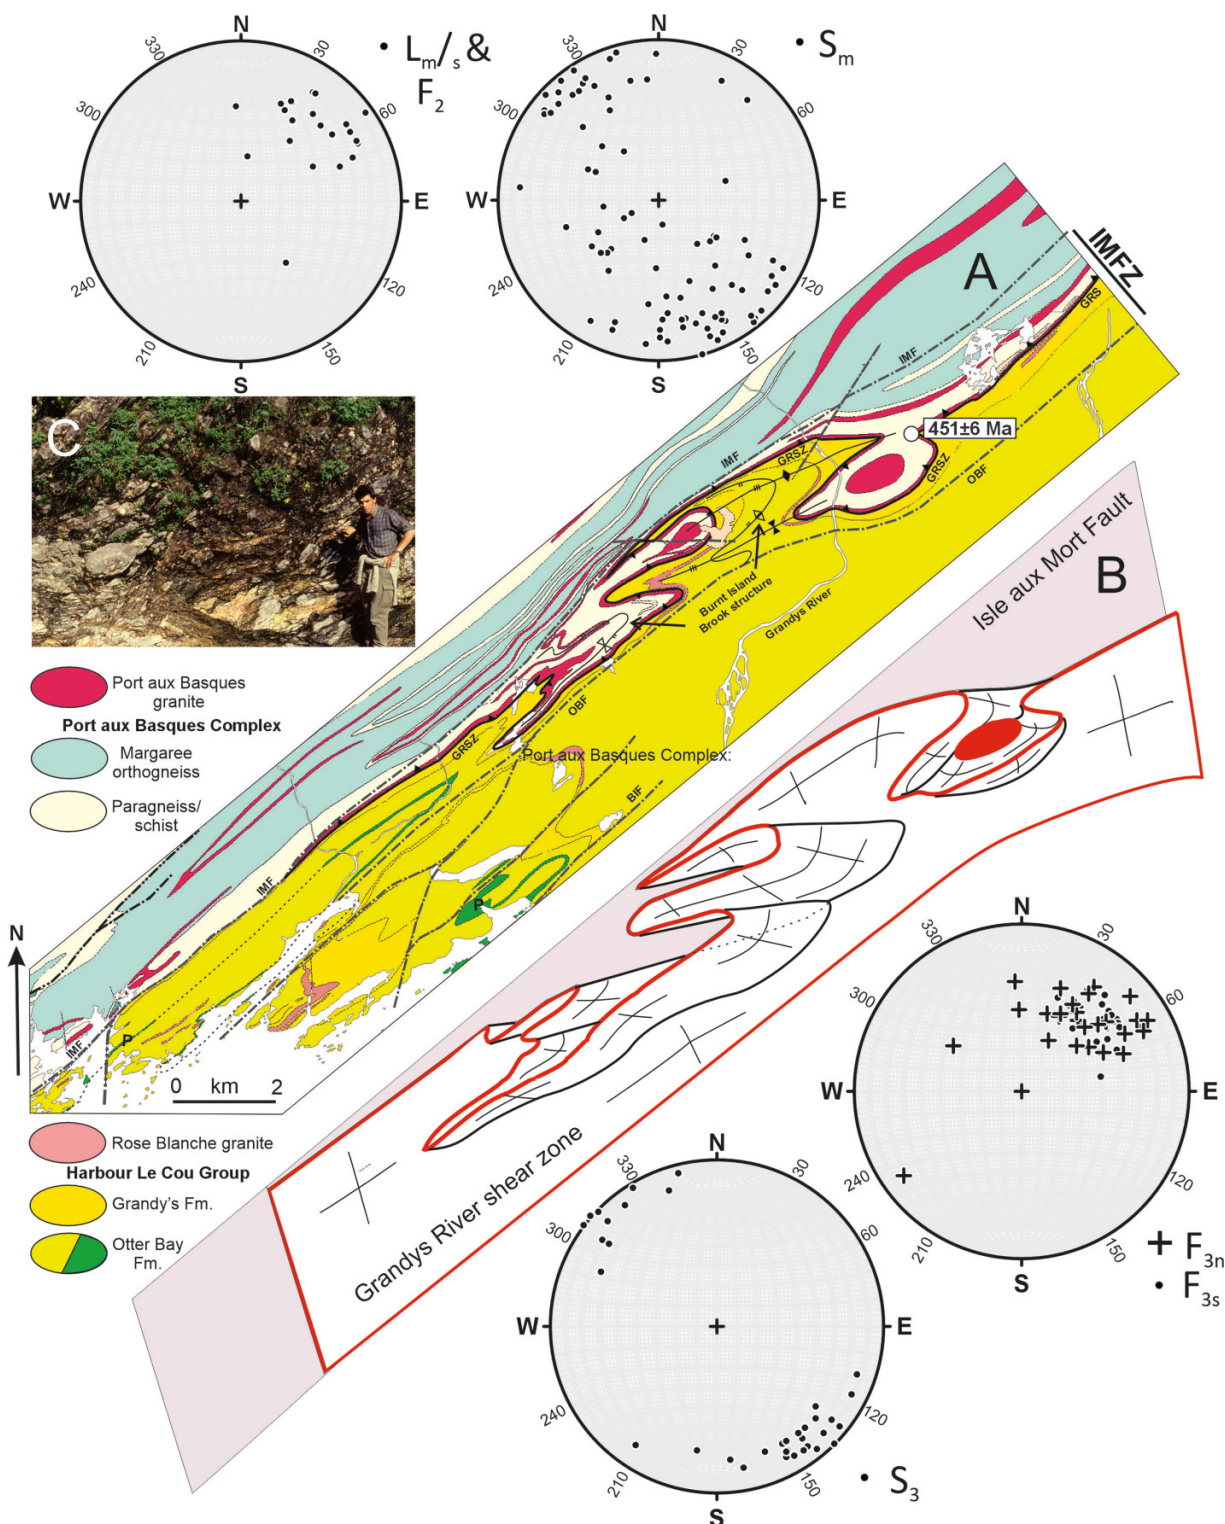 N
330
30
300
60
W
E
240
120
210
150
S
• Lm/s &
F2
N
330
30
300
60
W
E
240
120
210
150
S
• Sm
A
IMFZ
GRS
IMF
451±6 Ma
GRSZ
IMF
GRSZ
OBF
C
Burnt Island
Brook structure
Grandys River
Isle aux Mort Fault
B
Port aux Basques
granite
Port aux Basques Complex
Margaree
orthogneiss
Paragneiss/
schist
GRSZ
OBF
Port aux Basques Complex:
BIF
IMF
P
P
IMF
N
0 km 2
Rose Blanche granite
Harbour Le Cou Group
Grandy's Fm.
Otter Bay
Fm.
Grandys River shear zone
N
330
30
300
60
W
E
240
120
210
150
S
+ F3n
• F3s
N
330
30
300
60
W
E
240
120
210
150
S
• S3